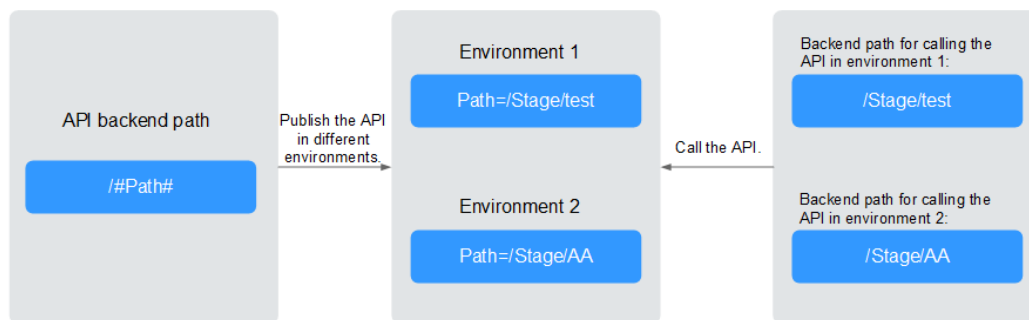 API backend path
/#Path#
Publish the API
in different
environments.
Environment 1
Path=/Stage/test
Environment 2
Path=/Stage/AA
Call the API.
Backend path for calling the
API in environment 1:
/Stage/test
Backend path for calling the
API in environment 2:
/Stage/AA